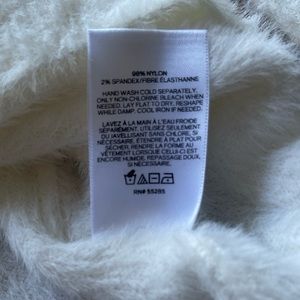 98% NYLON
2% SPANDEX/FIBRE ÉLASTHANNE
HAND WASH COLD SEPARATELY,
ONLY NON-CHLORINE BLEACH WHEN
NEEDED. LAY FLAT TO DRY. RESHAPE
WHILE DAMP. COOL IRON IF NEEDED.
LAVEZ À LA MAIN À L'EAU FROIDE
SÉPARÉMENT. UTILISEZ SEULEMENT
DU JAVELLISANT SANS CHLORE, SI
NÉCESSAIRE. ÉTENDRE À PLAT POUR
SÉCHER. REMETTRE EN FORME AU
VÊTEMENT LORSQUE CELUI-CI EST
ENCORE HUMIDE. REPASSAGE DOUX,
SI NÉCESSAIRE.
RN# 55285